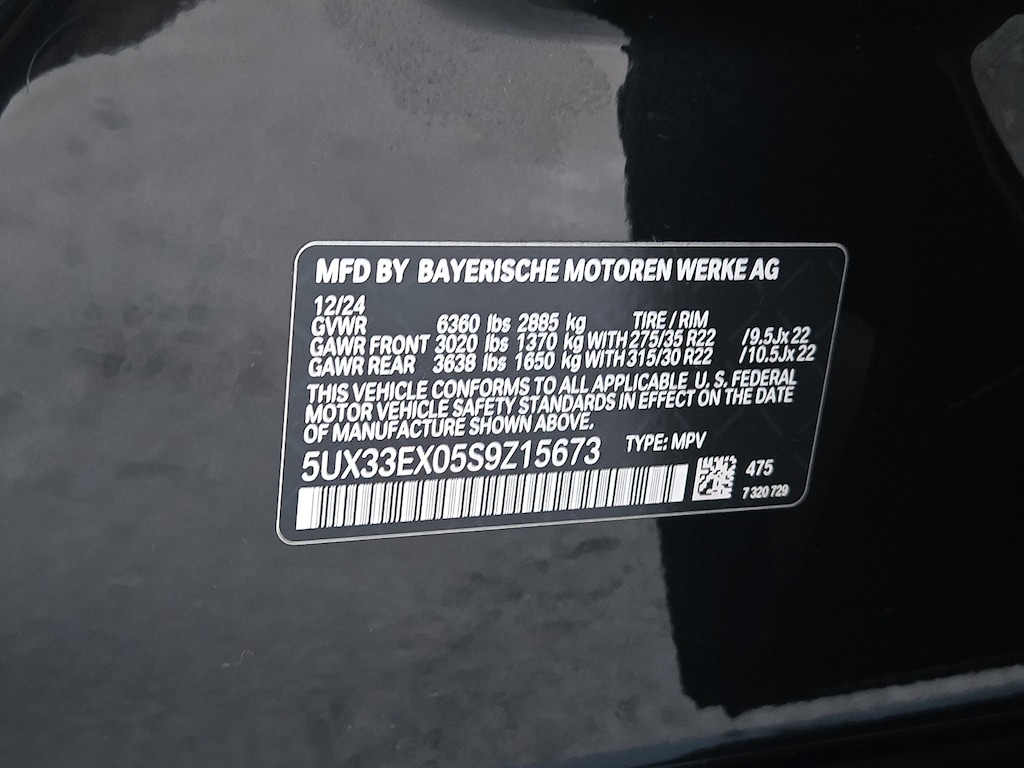 MFD BY BAYERISCHE MOTOREN WERKE AG
12/24
GVWR 6360 lbs 2885 kg TIRE / RIM
GAWR FRONT 3020 lbs 1370 kg WITH 275/35 R22 /9.5Jx22
GAWR REAR 3638 lbs 1650 kg WITH 315/30 R22 /10.5Jx22
THIS VEHICLE CONFORMS TO ALL APPLICABLE U. S. FEDERAL
MOTOR VEHICLE SAFETY STANDARDS IN EFFECT ON THE DATE
OF MANUFACTURE SHOWN ABOVE.
5UX33EX05S9Z15673 TYPE: MPV
475
7 320 729